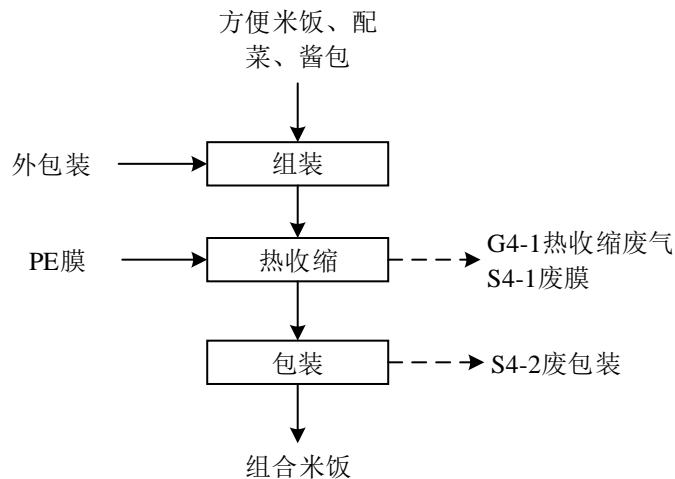 方便米饭、配
菜、酱包
外包装
组装
PE膜
热收缩
G4-1热收缩废气
S4-1废膜
包装
S4-2废包装
组合米饭